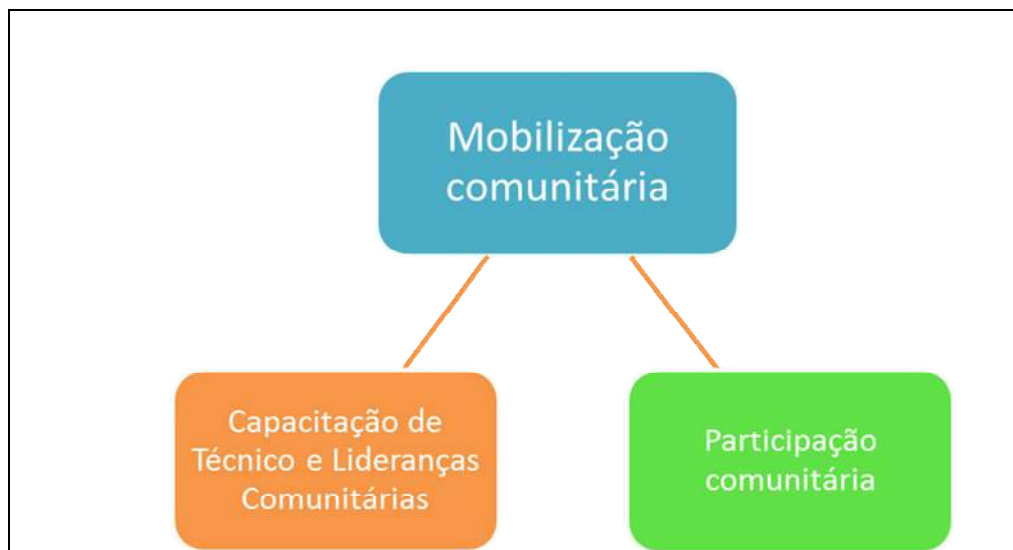 Mobilização
comunitária
Capacitação de
Técnico e Lideranças
Comunitárias
Participação
comunitária